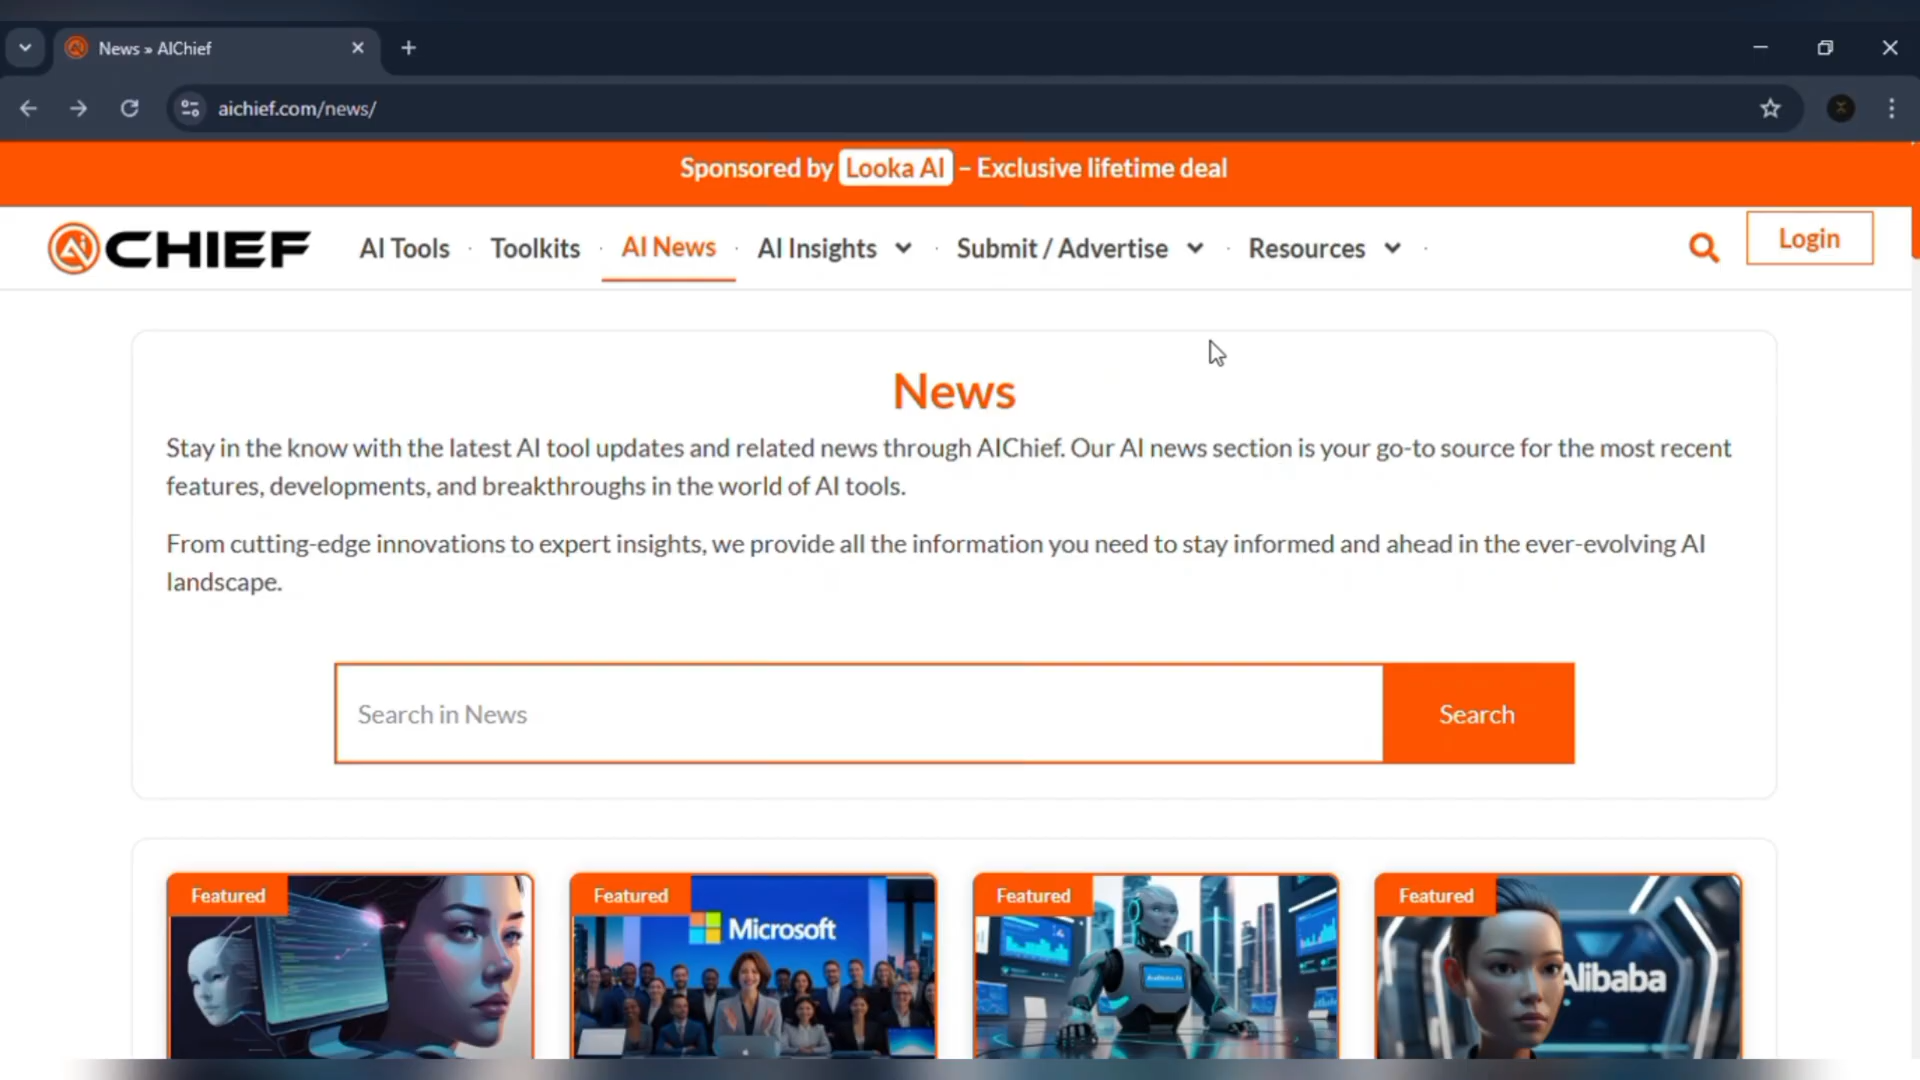 News » AIChief
aichief.com/news/
Sponsored by Looka AI – Exclusive lifetime deal
Ai CHIEF
AI Tools · Toolkits · AI News · AI Insights · Submit / Advertise · Resources ·
Login
News
Stay in the know with the latest AI tool updates and related news through AIChief. Our AI news section is your go-to source for the most recent
features, developments, and breakthroughs in the world of AI tools.
From cutting-edge innovations to expert insights, we provide all the information you need to stay informed and ahead in the ever-evolving AI
landscape.
Search in News
Search
Featured
Featured
Microsoft
Featured
Featured
Alibaba